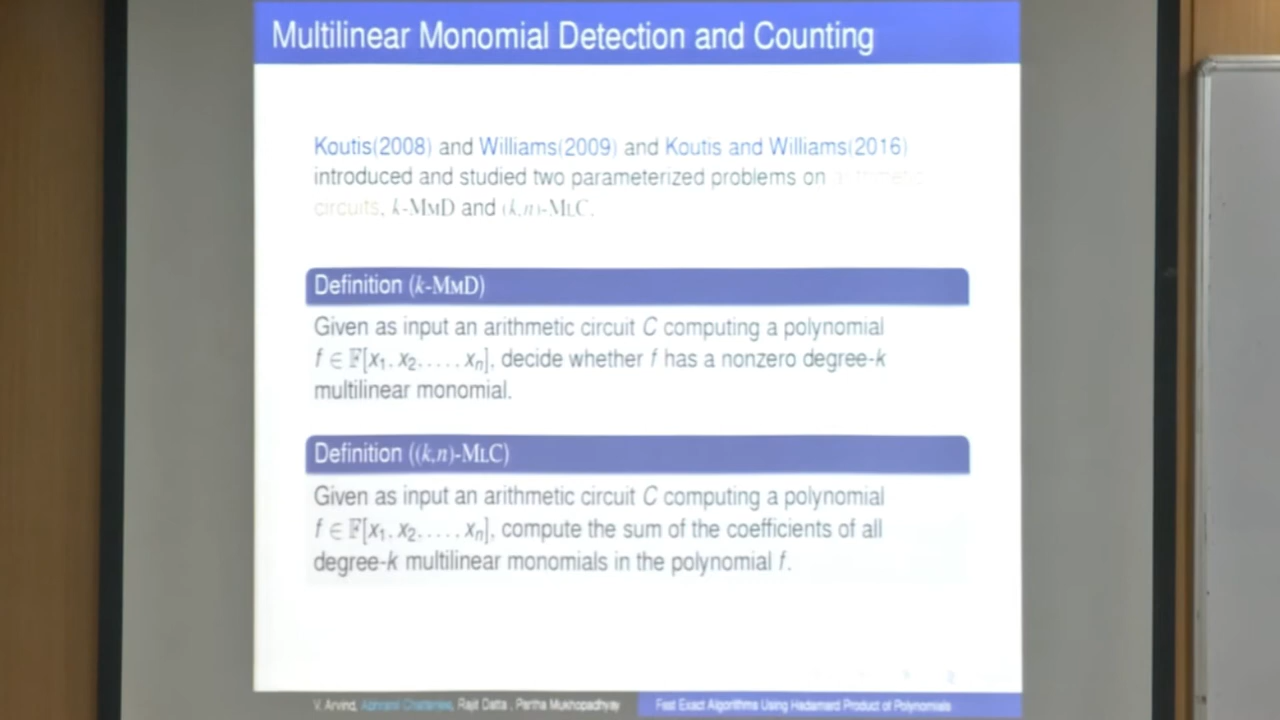 Multilinear Monomial Detection and Counting
Koutis(2008) and Williams(2009) and Koutis and Williams(2016)
introduced and studied two parameterized problems on arithmetic
circuits, k-MMD and (k,n)-MLC.
Definition (k-MMD)
Given as input an arithmetic circuit C computing a polynomial
f ∈ 𝔽[x₁, x₂, . . . , xₙ], decide whether f has a nonzero degree-k
multilinear monomial.
Definition ((k,n)-MLC)
Given as input an arithmetic circuit C computing a polynomial
f ∈ 𝔽[x₁, x₂, . . . , xₙ], compute the sum of the coefficients of all
degree-k multilinear monomials in the polynomial f.
V. Arvind, Abhranil Chatterjee, Rajit Datta , Partha Mukhopadhyay
Fast Exact Algorithms Using Hadamard Product of Polynomials